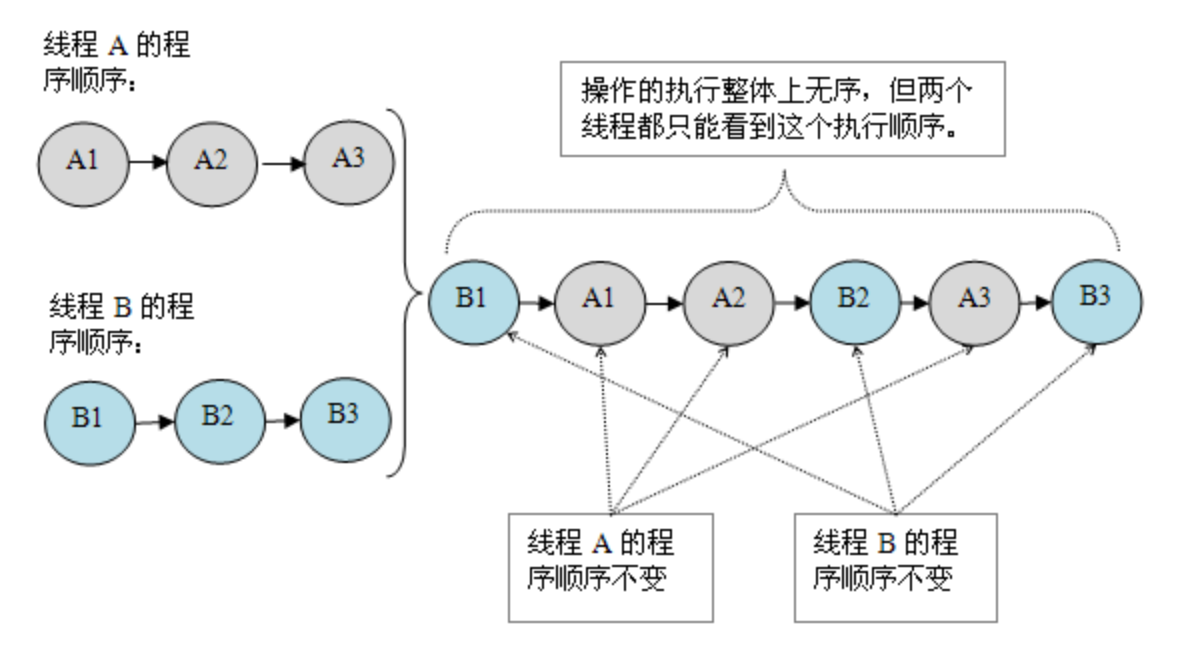 线程 A 的程
序顺序：
A1
A2
A3
操作的执行整体上无序，但两个
线程都只能看到这个执行顺序。
B1
A1
A2
B2
A3
B3
线程 B 的程
序顺序：
B1
B2
B3
线程 A 的程
序顺序不变
线程 B 的程
序顺序不变